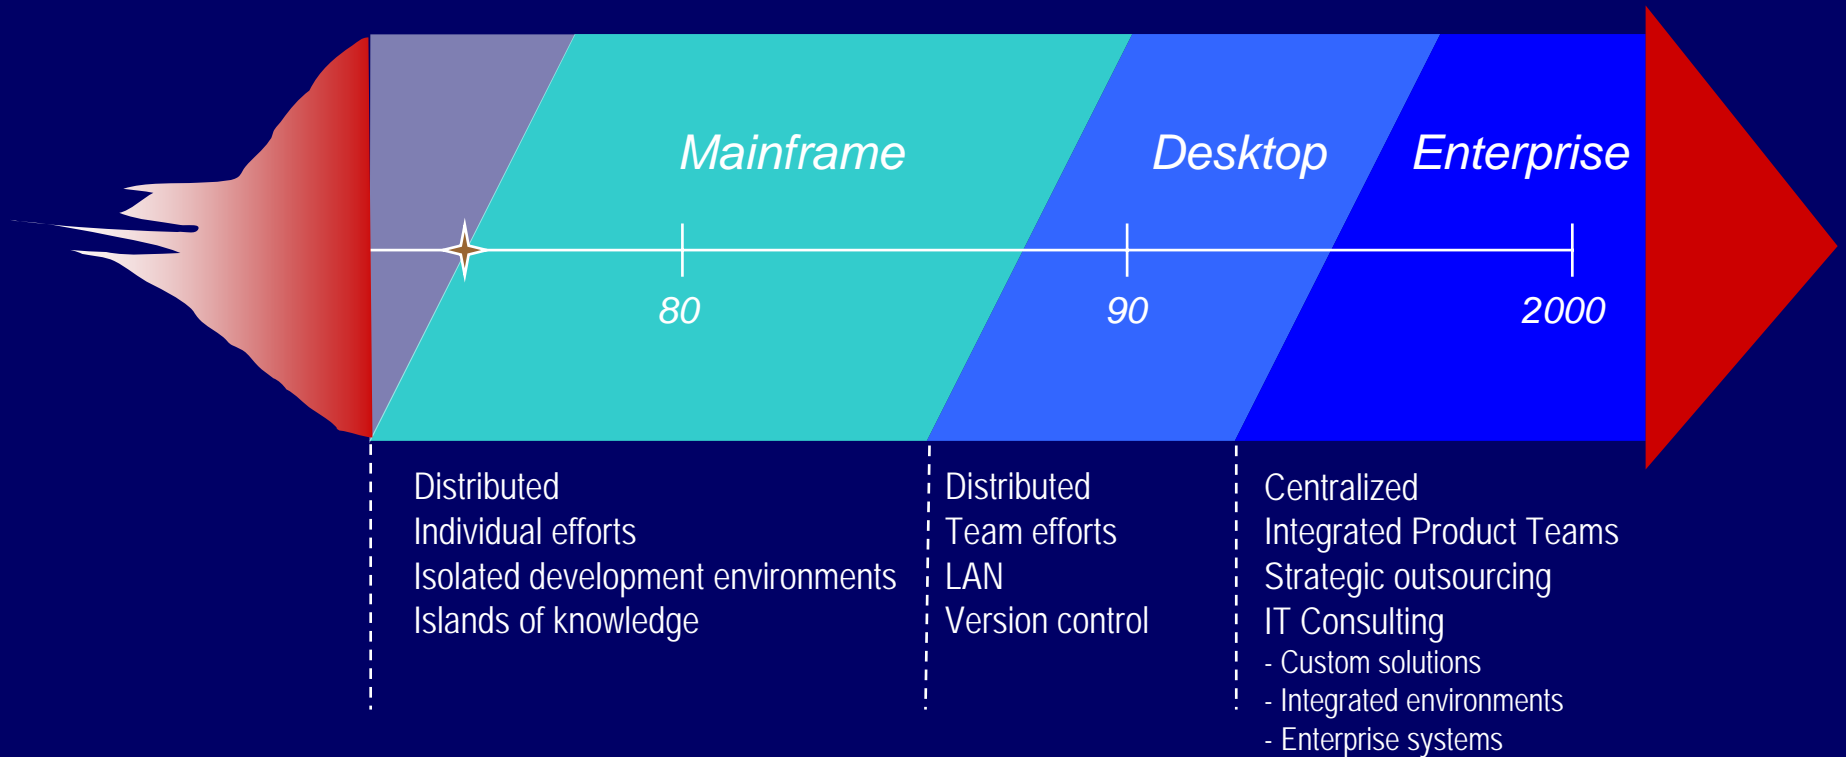 Mainframe
Desktop
Enterprise
80
90
2000
Distributed
Individual efforts
Isolated development environments
Islands of knowledge
Distributed
Team efforts
LAN
Version control
Centralized
Integrated Product Teams
Strategic outsourcing
IT Consulting
- Custom solutions
- Integrated environments
- Enterprise systems